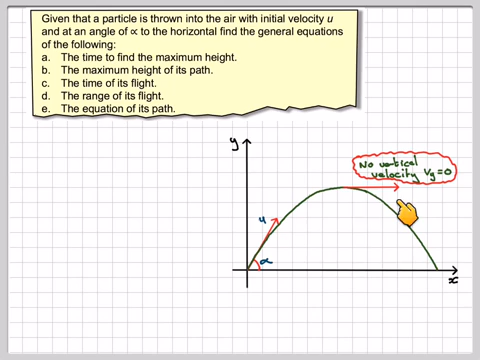 Given that a particle is thrown into the air with initial velocity u
and at an angle of ∝ to the horizontal find the general equations
of the following:
a. The time to find the maximum height.
b. The maximum height of its path.
c. The time of its flight.
d. The range of its flight.
e. The equation of its path.
y
No vertical
velocity Vy=0
u
α
x